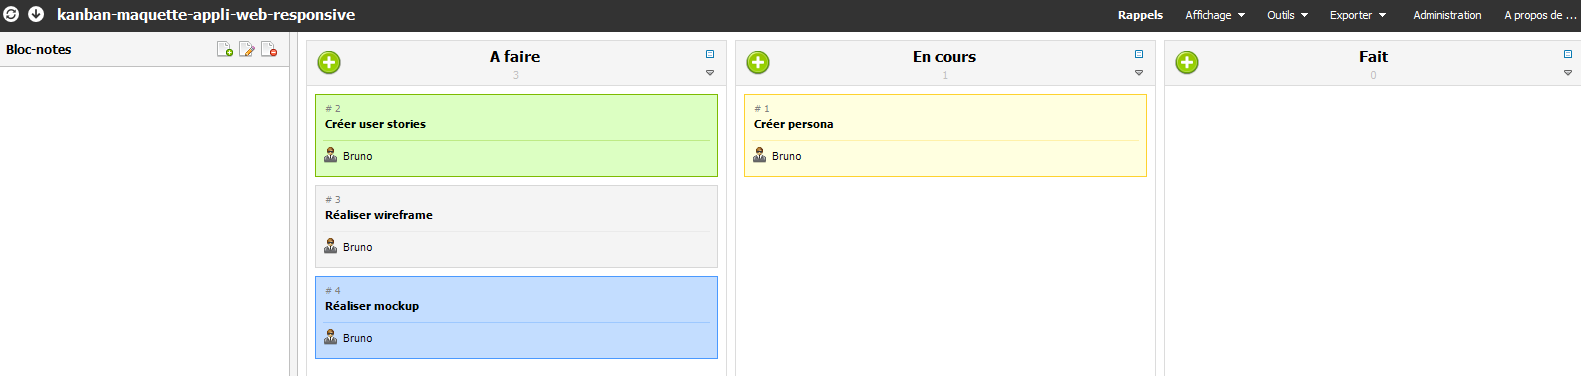 kanban-maquette-appli-web-responsive
Rappels Affichage Outils Exporter Administration A propos de ...
Bloc-notes
A faire
3
# 2
Créer user stories
Bruno
# 3
Réaliser wireframe
Bruno
# 4
Réaliser mockup
Bruno
En cours
1
# 1
Créer persona
Bruno
Fait
0